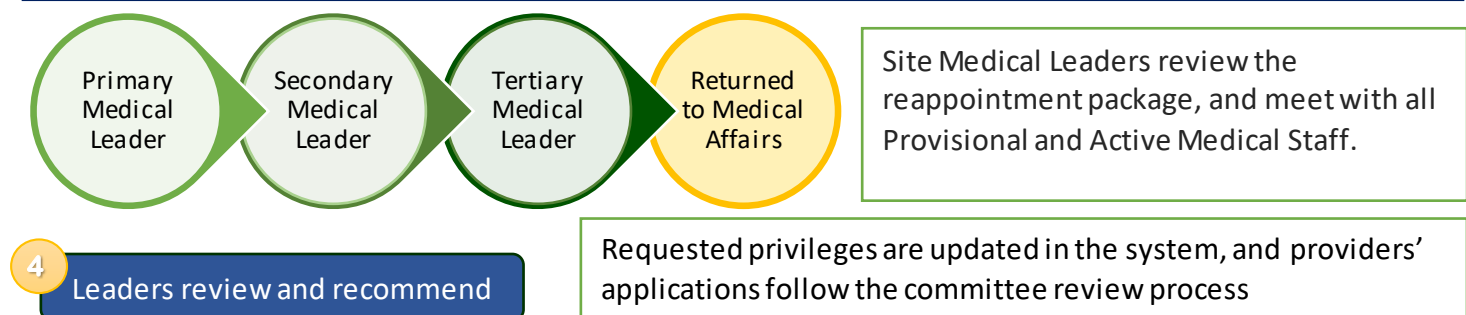 Primary
Medical
Leader
Secondary
Medical
Leader
Tertiary
Medical
Leader
Returned
to Medical
Affairs
Site Medical Leaders review the
reappointment package, and meet with all
Provisional and Active Medical Staff.
4
Leaders review and recommend
Requested privileges are updated in the system, and providers’
applications follow the committee review process